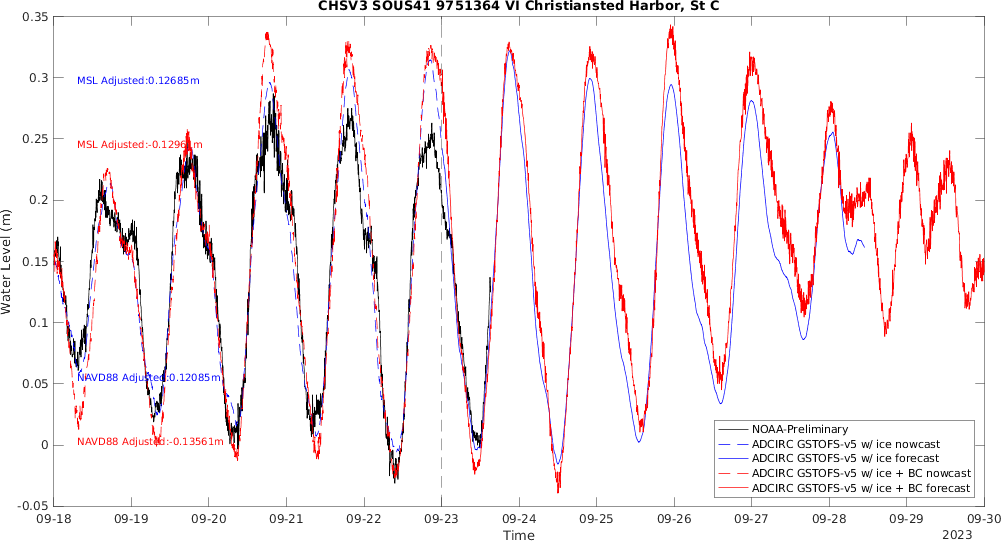 CHSV3 SOUS41 9751364 VI Christiansted Harbor, St C
0.35
0.3
0.25
0.2
0.15
0.1
0.05
0
-0.05
Water Level (m)
MSL Adjusted:0.12685m
MSL Adjusted:-0.12961m
NAVD88 Adjusted:0.12085m
NAVD88 Adjusted:-0.13561m
NOAA-Preliminary
ADCIRC GSTOFS-v5 w/ ice nowcast
ADCIRC GSTOFS-v5 w/ ice forecast
ADCIRC GSTOFS-v5 w/ ice + BC nowcast
ADCIRC GSTOFS-v5 w/ ice + BC forecast
09-18 09-19 09-20 09-21 09-22 09-23 09-24 09-25 09-26 09-27 09-28 09-29 09-30
Time
2023